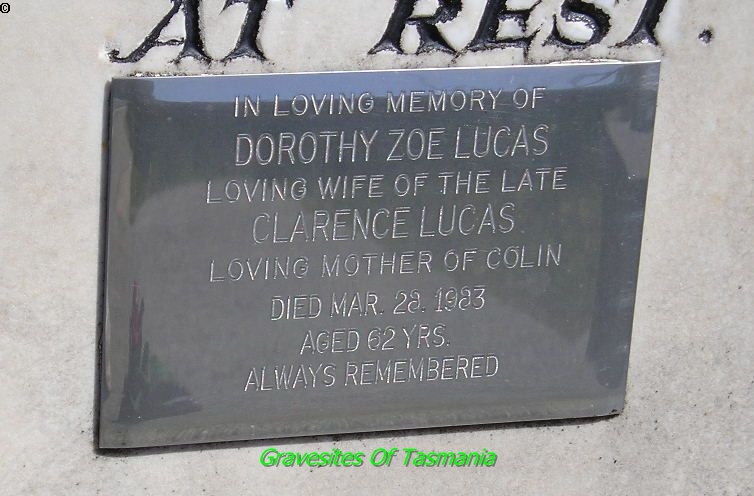 ©
AT REST.
IN LOVING MEMORY OF
DOROTHY ZOE LUCAS
LOVING WIFE OF THE LATE
CLARENCE LUCAS
LOVING MOTHER OF COLIN
DIED MAR. 28. 1983
AGED 62 YRS.
ALWAYS REMEMBERED
Gravesites Of Tasmania